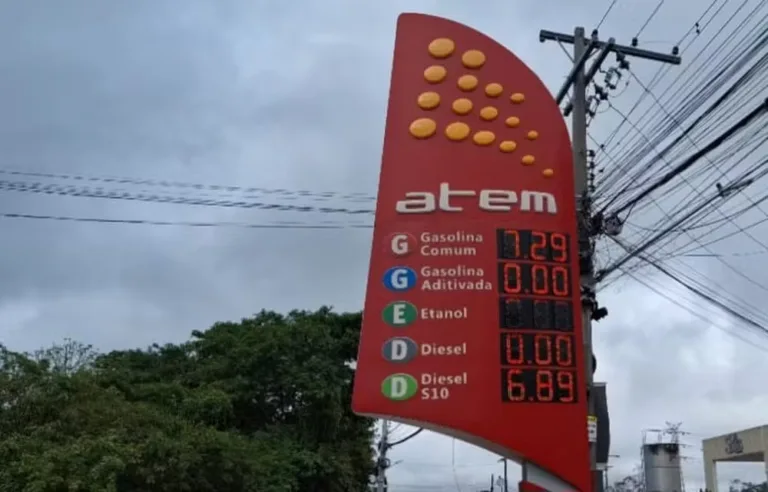 atem
G Gasolina Comum 7.29
G Gasolina Aditivada 0.00
E Etanol
D Diesel 0.00
D Diesel S10 6.89